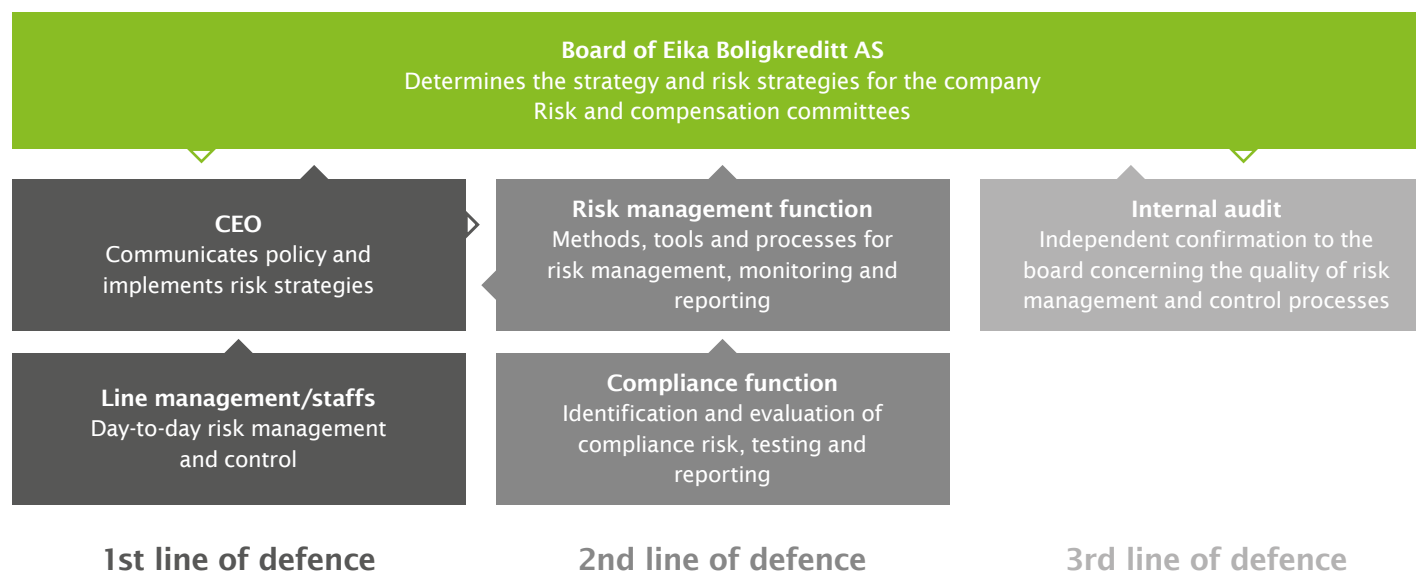 Board of Eika Boligkreditt AS
Determines the strategy and risk strategies for the company
Risk and compensation committees
CEO
Communicates policy and
implements risk strategies
Risk management function
Methods, tools and processes for
risk management, monitoring and
reporting
Internal audit
Independent confirmation to the
board concerning the quality of risk
management and control processes
Line management/staffs
Day-to-day risk management
and control
Compliance function
Identification and evaluation of
compliance risk, testing and
reporting
1st line of defence
2nd line of defence
3rd line of defence